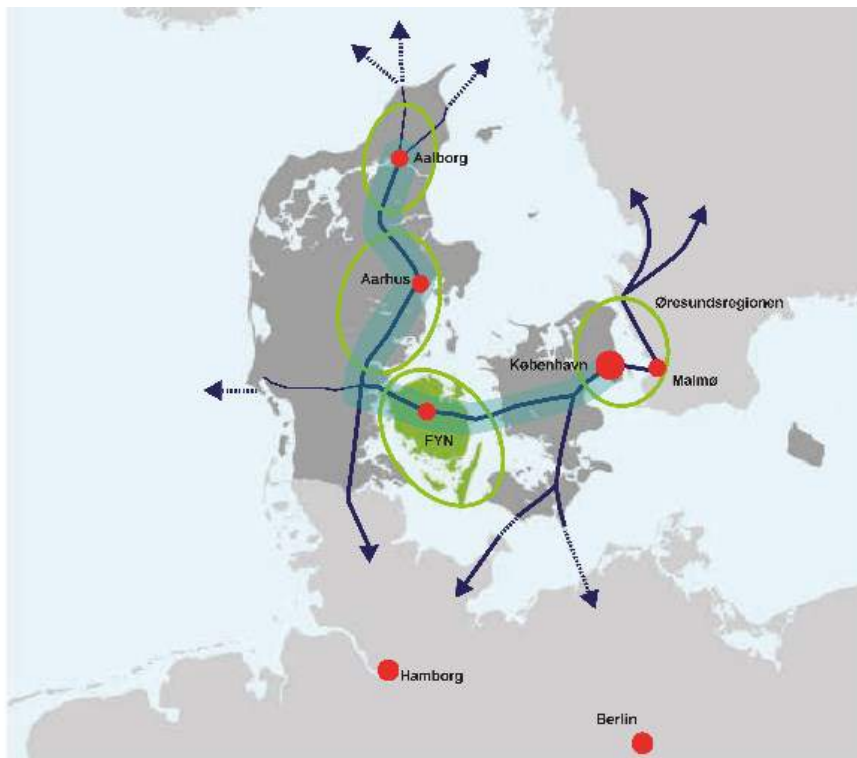 Aalborg
Aarhus
Øresundsregionen
København
Malmø
FYN
Hamborg
Berlin